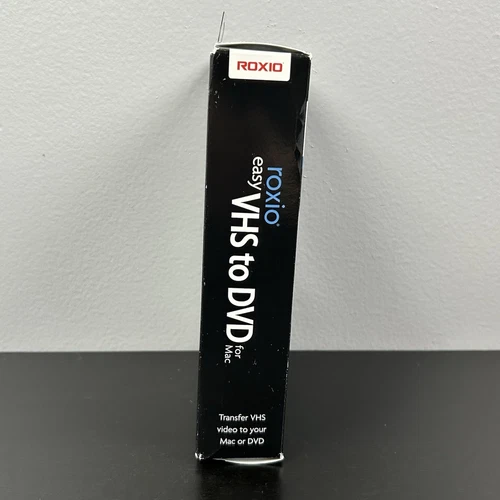 ROXIO
roxio
easy VHS to DVD for Mac
Transfer VHS
video to your
Mac or DVD